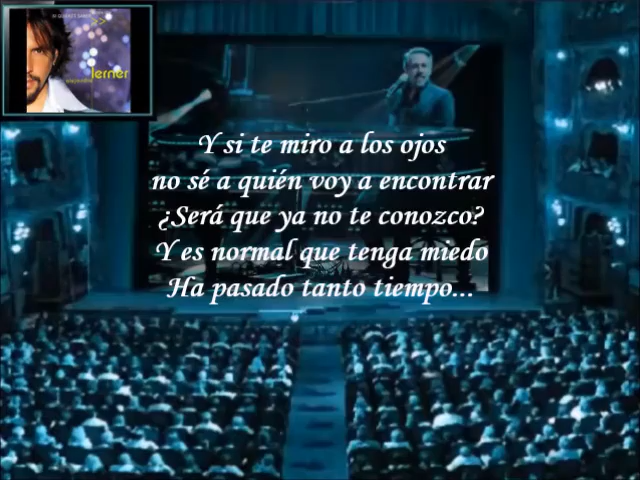 lerner
Y si te miro a los ojos
no sé a quién voy a encontrar
¿Será que ya no te conozco?
Y es normal que tenga miedo
Ha pasado tanto tiempo...